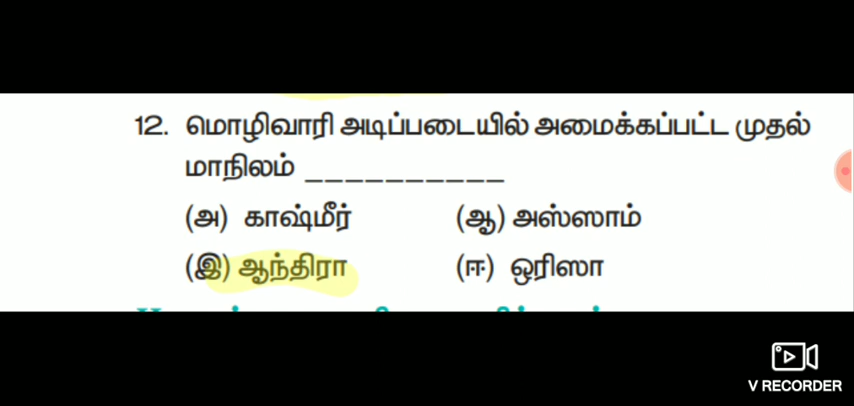 12. மொழிவாரி அடிப்படையில் அமைக்கப்பட்ட முதல்
மாநிலம் __________
(அ) காஷ்மீர் (ஆ) அஸ்ஸாம்
(இ) ஆந்திரா (ஈ) ஒரிஸா
V RECORDER